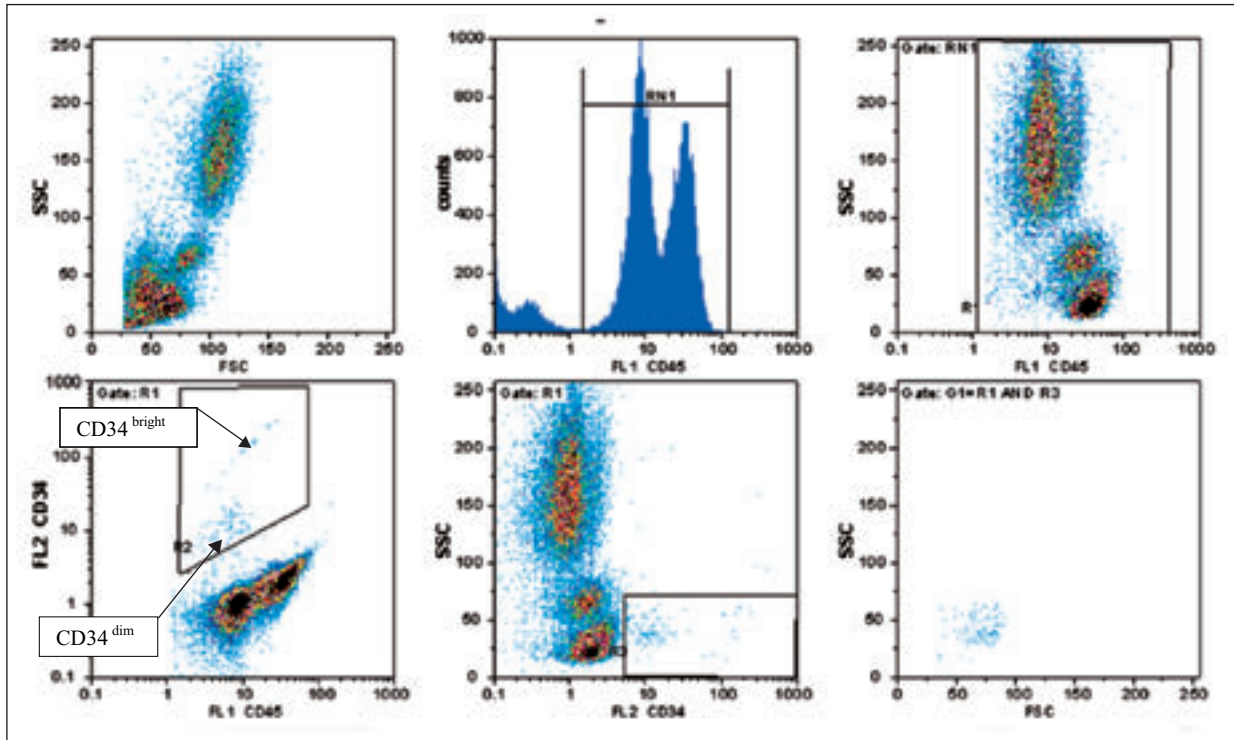 250
200
150
100
50
0
SSC
0 50 100 150 200 250
FSC
1000
800
600
400
200
0
counts
RN1
0.1 1 10 100 1000
FL1 CD45
Gate: RN1
250
200
150
100
50
0
SSC
R
0.1 1 10 100 1000
FL1 CD45
Gate: R1
1000
100
10
1
0.1
FL2 CD34
CD34 bright
R2
CD34 dim
0.1 1 10 100 1000
FL1 CD45
Gate: R1
250
200
150
100
50
0
SSC
0.1 1 10 100 1000
FL2 CD34
Gate: G1=R1 AND R3
250
200
150
100
50
0
SSC
0 50 100 150 200 250
FSC